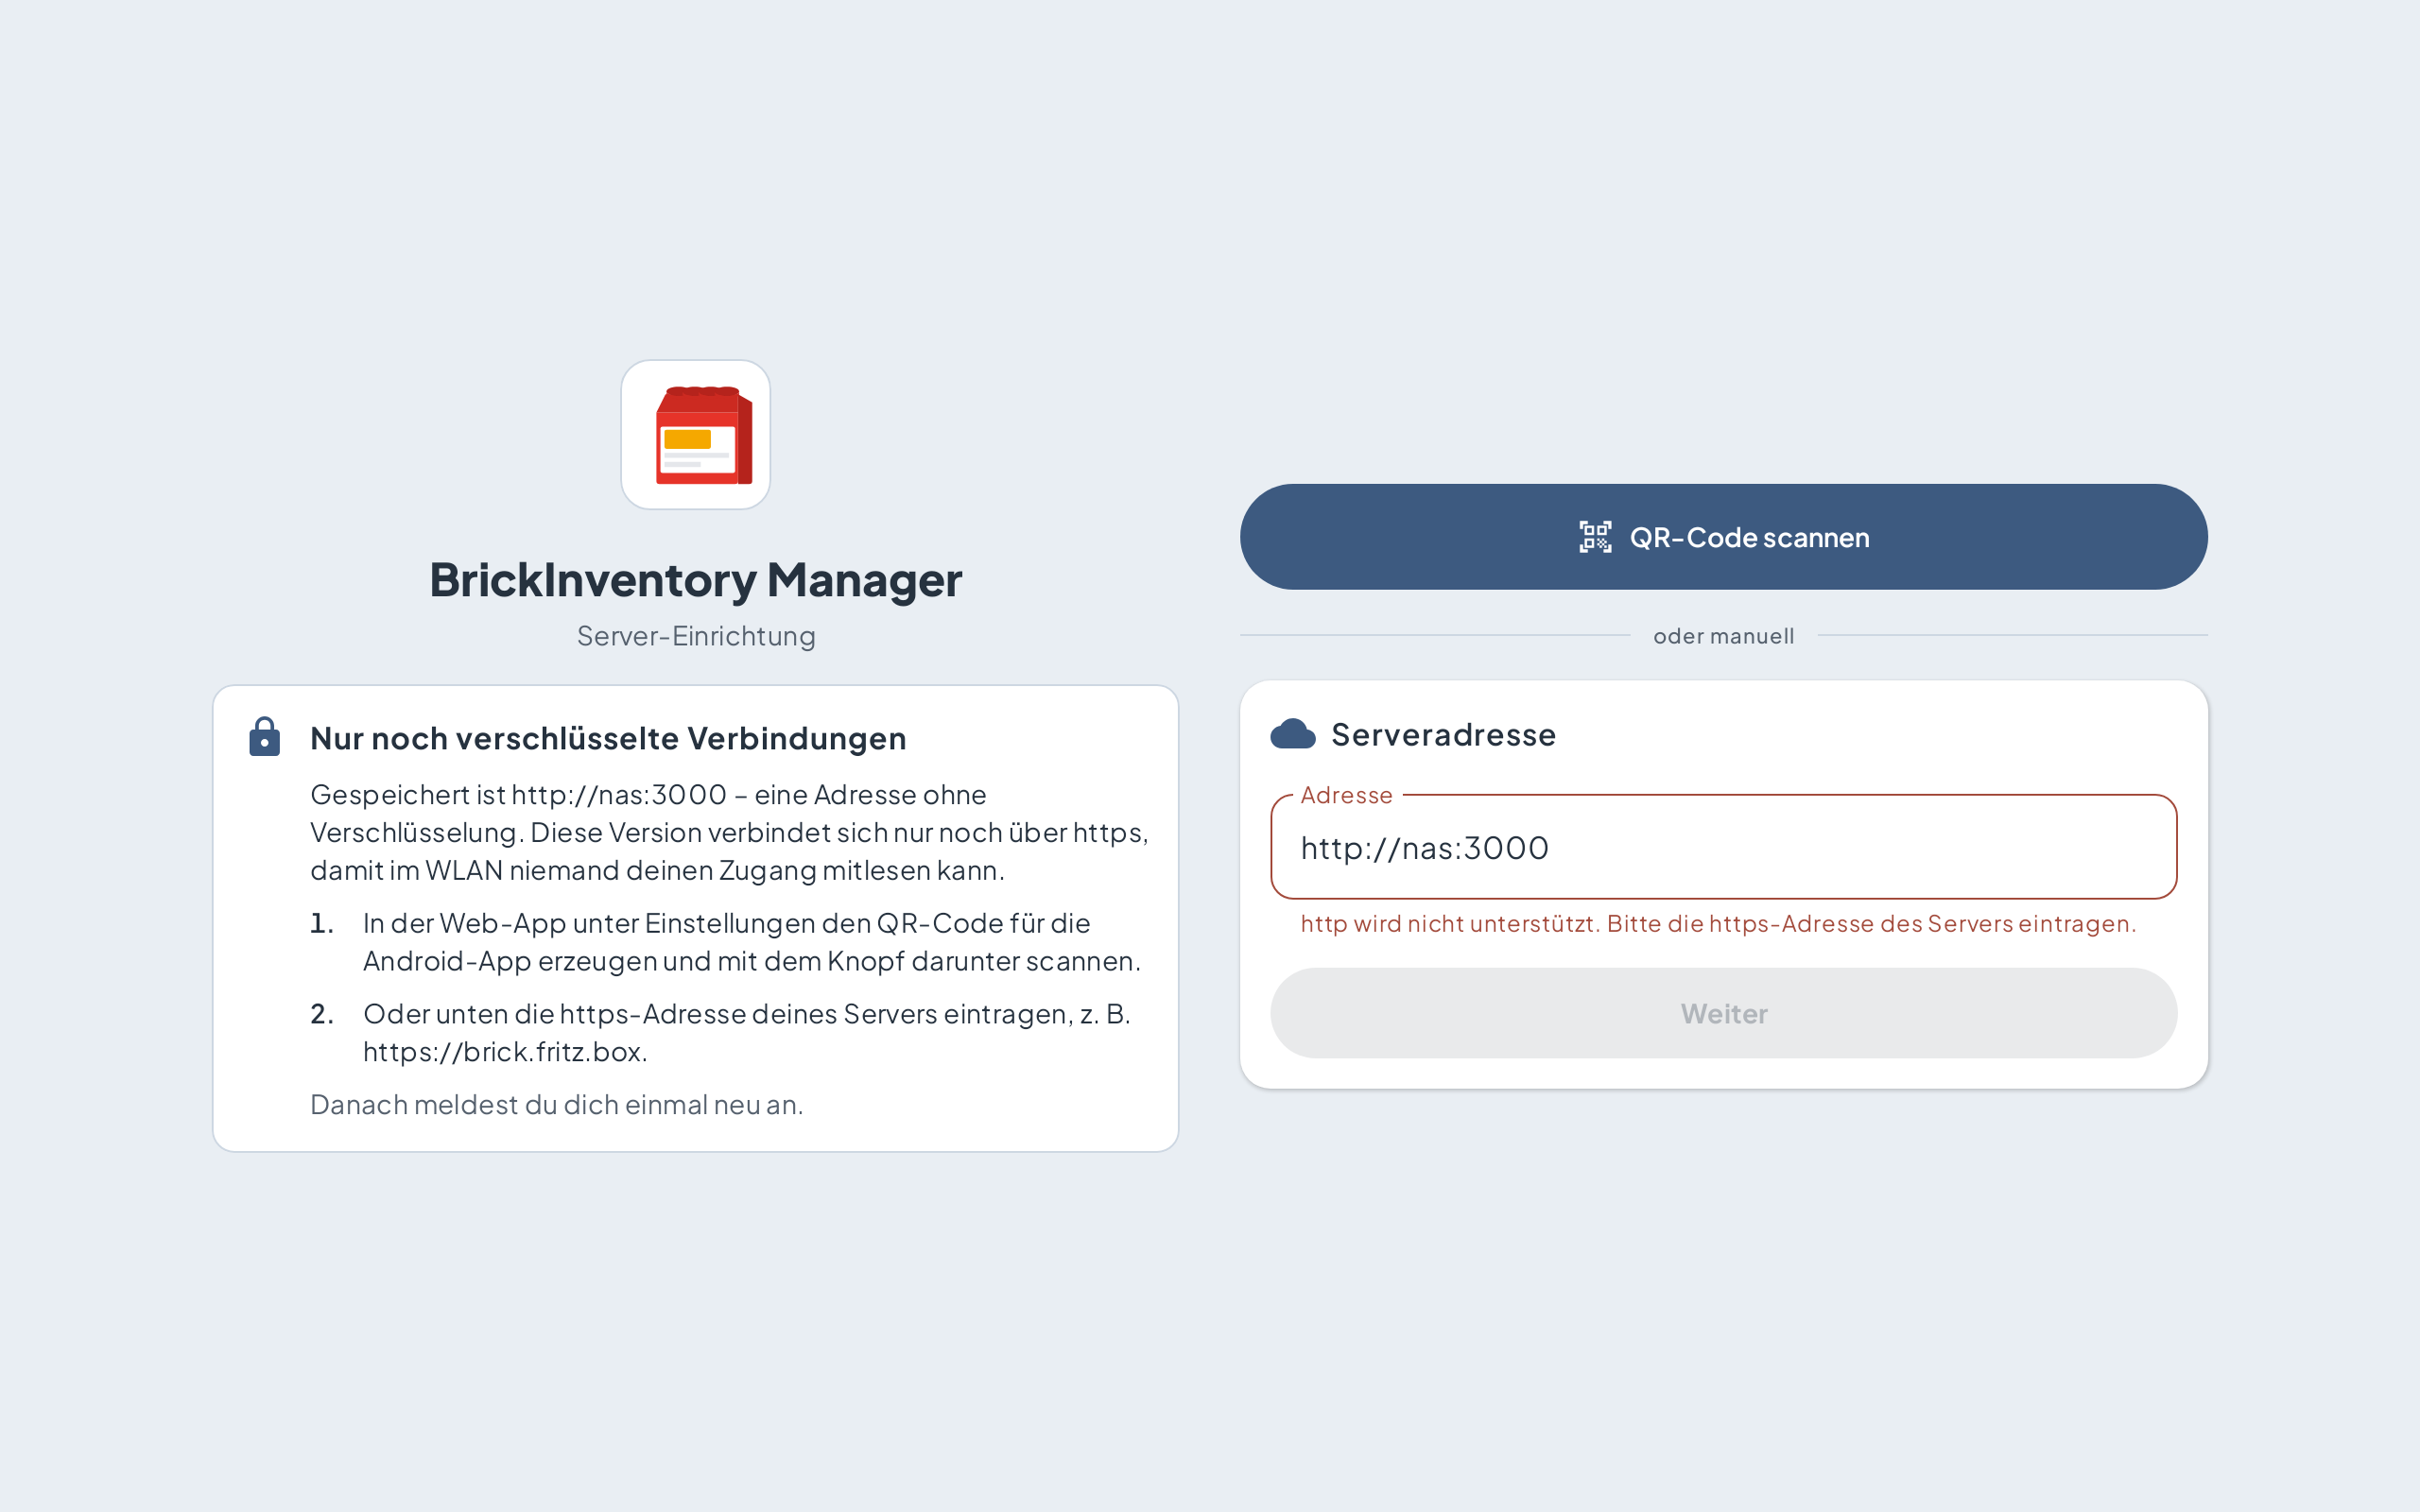 BrickInventory Manager
Server-Einrichtung
Nur noch verschlüsselte Verbindungen
Gespeichert ist http://nas:3000 – eine Adresse ohne
Verschlüsselung. Diese Version verbindet sich nur noch über https,
damit im WLAN niemand deinen Zugang mitlesen kann.
1. In der Web-App unter Einstellungen den QR-Code für die
Android-App erzeugen und mit dem Knopf darunter scannen.
2. Oder unten die https-Adresse deines Servers eintragen, z. B.
https://brick.fritz.box.
Danach meldest du dich einmal neu an.
QR-Code scannen
oder manuell
Serveradresse
Adresse
http://nas:3000
http wird nicht unterstützt. Bitte die https-Adresse des Servers eintragen.
Weiter